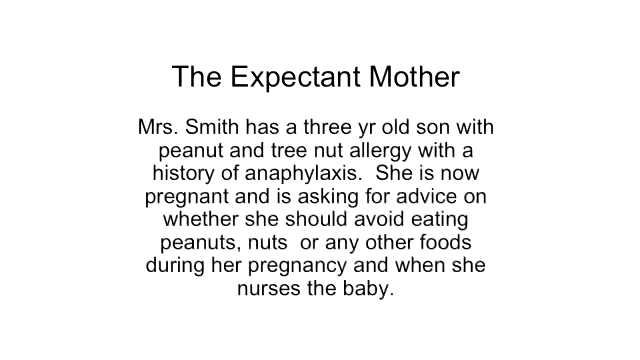 The Expectant Mother
Mrs. Smith has a three yr old son with
peanut and tree nut allergy with a
history of anaphylaxis.  She is now
pregnant and is asking for advice on
whether she should avoid eating
peanuts, nuts  or any other foods
during her pregnancy and when she
nurses the baby.